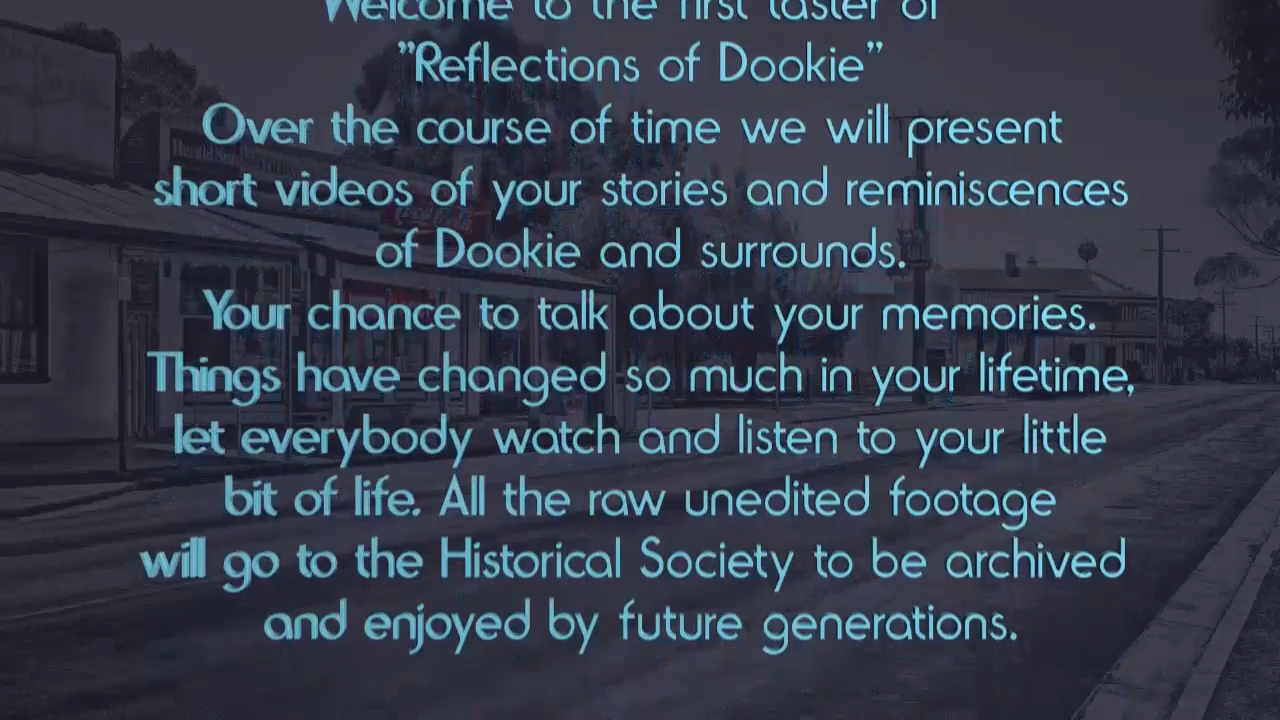 Welcome to the first taster of
"Reflections of Dookie"
Over the course of time we will present
short videos of your stories and reminiscences
of Dookie and surrounds.
Your chance to talk about your memories.
Things have changed so much in your lifetime,
let everybody watch and listen to your little
bit of life. All the raw unedited footage
will go to the Historical Society to be archived
and enjoyed by future generations.